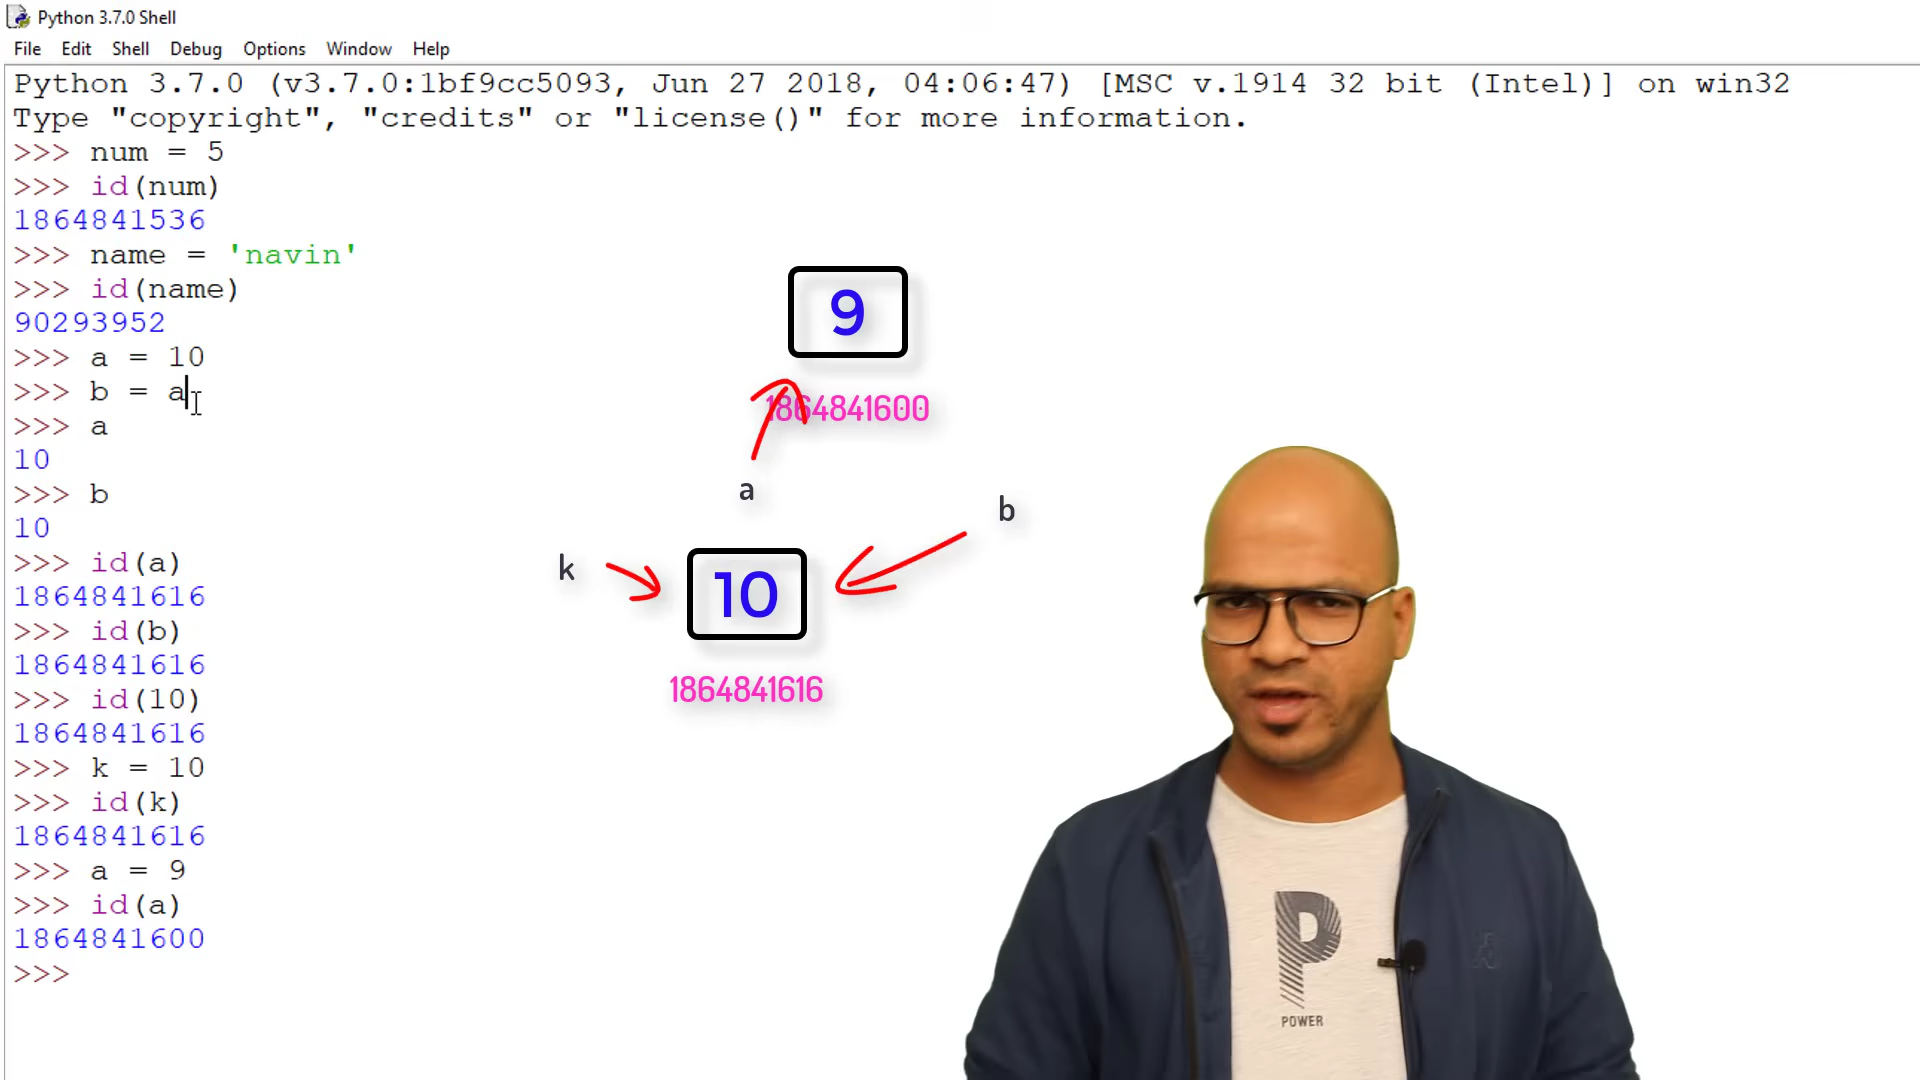 Python 3.7.0 Shell
File Edit Shell Debug Options Window Help
Python 3.7.0 (v3.7.0:1bf9cc5093, Jun 27 2018, 04:06:47) [MSC v.1914 32 bit (Intel)] on win32
Type "copyright", "credits" or "license()" for more information.
>>> num = 5
>>> id(num)
1864841536
>>> name = 'navin'
>>> id(name)
90293952
>>> a = 10
>>> b = a
>>> a
10
>>> b
10
>>> id(a)
1864841616
>>> id(b)
1864841616
>>> id(10)
1864841616
>>> k = 10
>>> id(k)
1864841616
>>> a = 9
>>> id(a)
1864841600
>>>
9
1864841600
a
b
k
10
1864841616
P
POWER